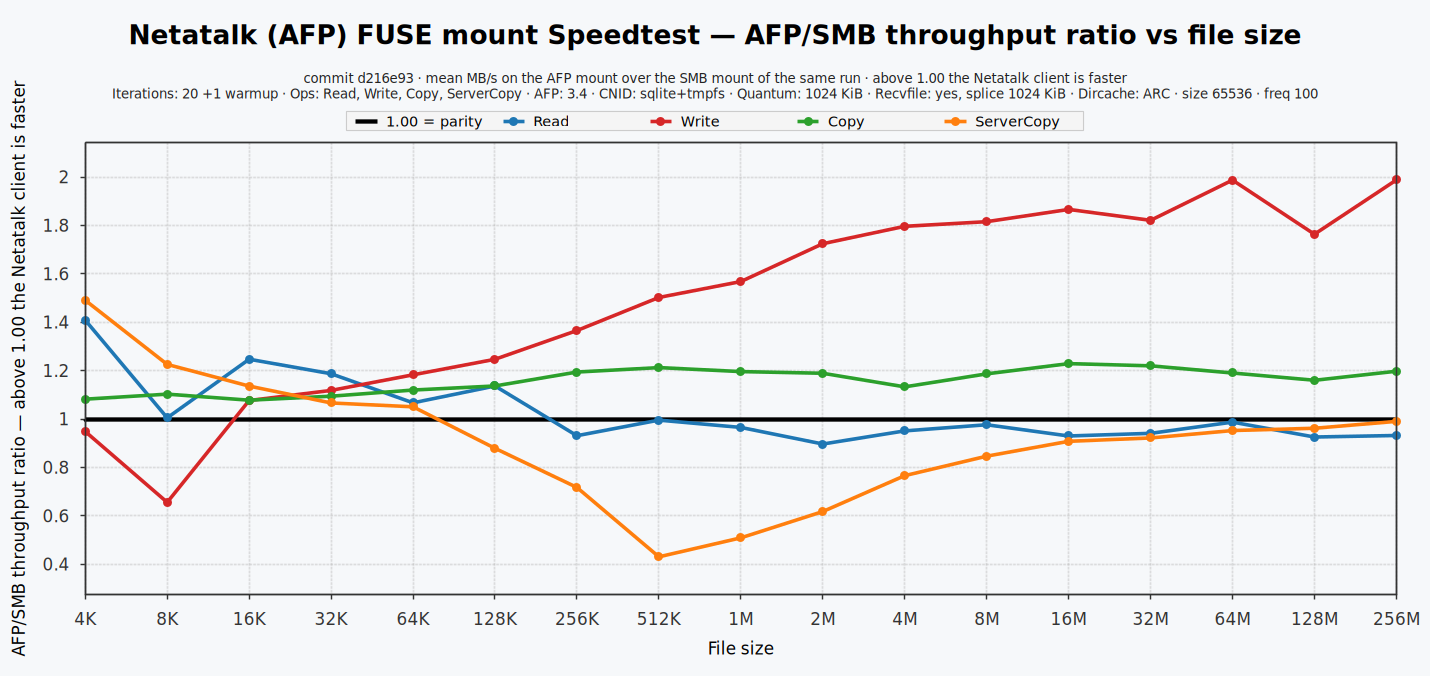 Netatalk (AFP) FUSE mount Speedtest — AFP/SMB throughput ratio vs file size
commit d216e93 · mean MB/s on the AFP mount over the SMB mount of the same run · above 1.00 the Netatalk client is faster
Iterations: 20 +1 warmup · Ops: Read, Write, Copy, ServerCopy · AFP: 3.4 · CNID: sqlite+tmpfs · Quantum: 1024 KiB · Recvfile: yes, splice 1024 KiB · Dircache: ARC · size 65536 · freq 100
1.00 = parity Read Write Copy ServerCopy
AFP/SMB throughput ratio — above 1.00 the Netatalk client is faster
2
1.8
1.6
1.4
1.2
1
0.8
0.6
0.4
4K 8K 16K 32K 64K 128K 256K 512K 1M 2M 4M 8M 16M 32M 64M 128M 256M
File size